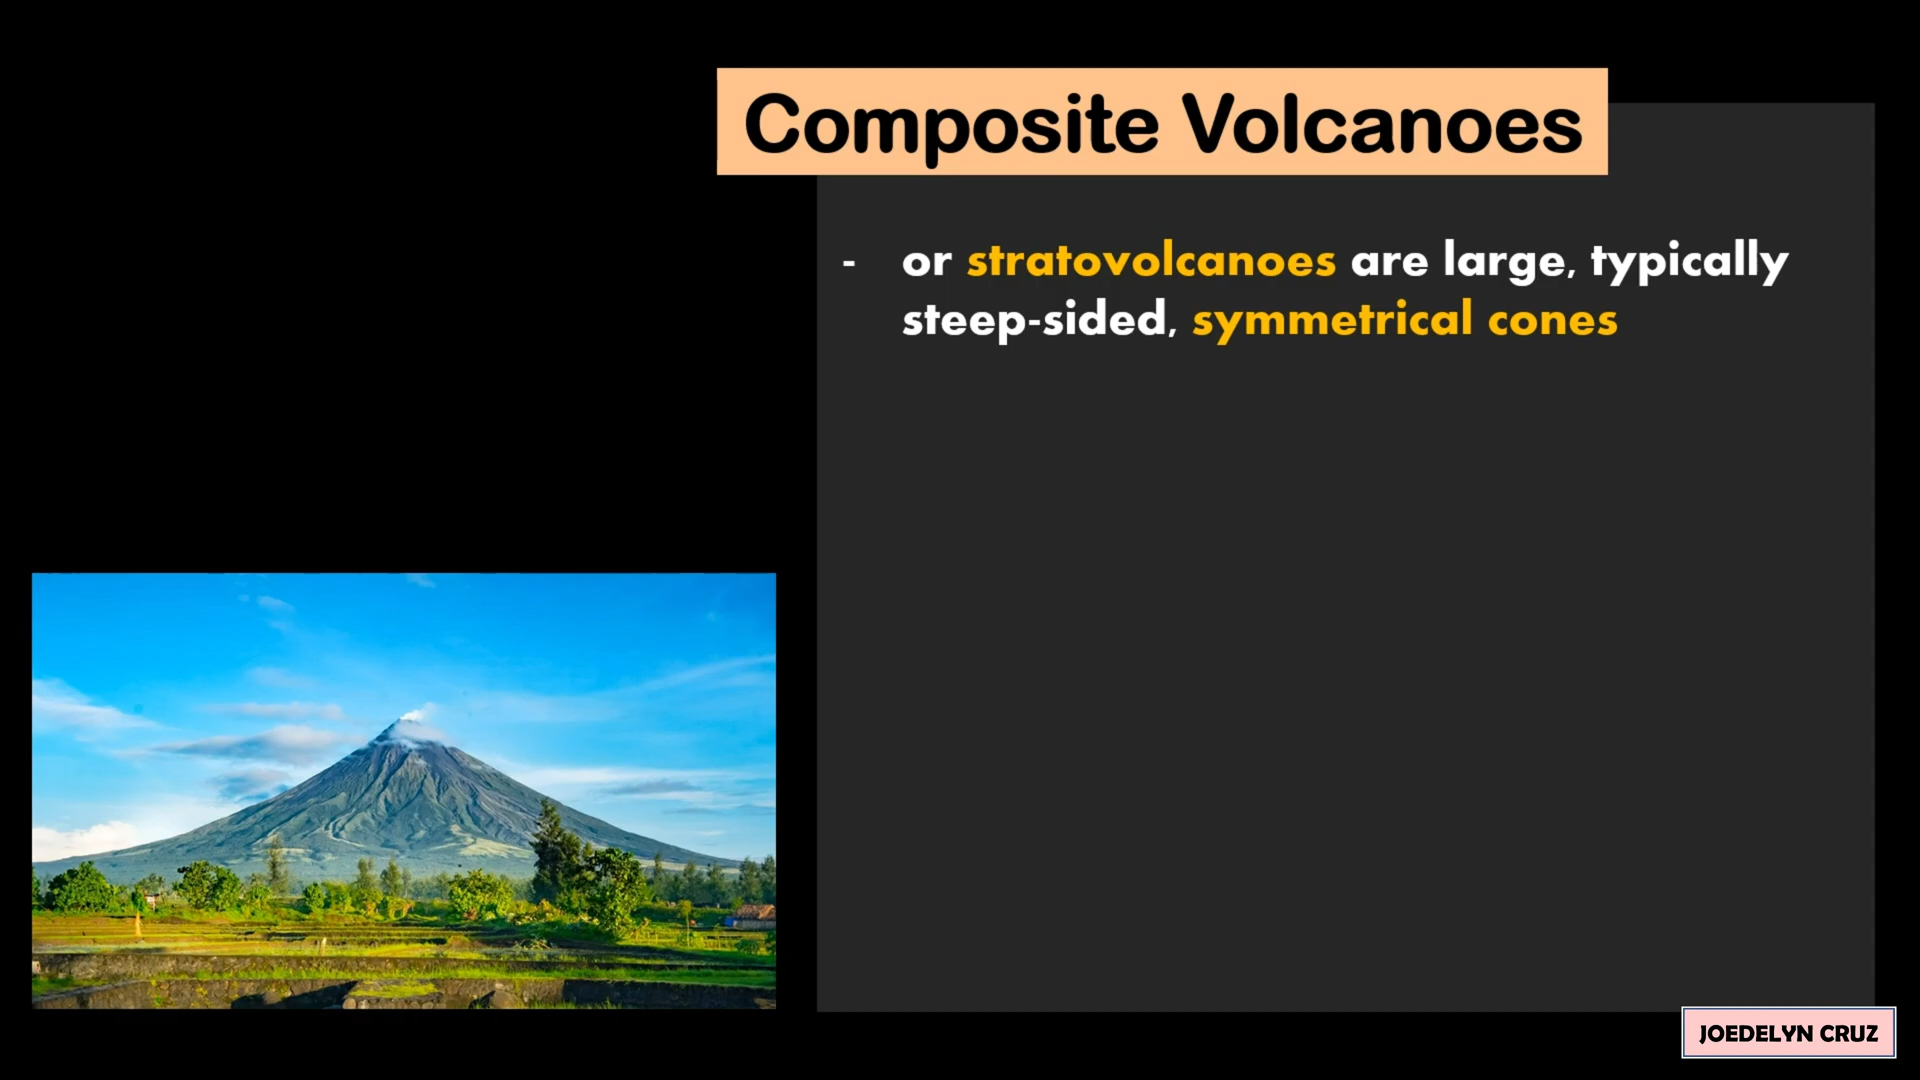 Composite Volcanoes
- or stratovolcanoes are large, typically
steep-sided, symmetrical cones
JOEDELYN CRUZ